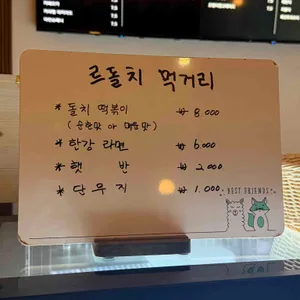 르돌치 먹거리
* 돌치 떡볶이 ₩ 8.000
(순한맛 or 매운맛)
* 한강 라면 ₩ 6.000
* 햇 반 ₩ 2.000
* 단무지 ₩ 1.000.
BEST FRIENDS